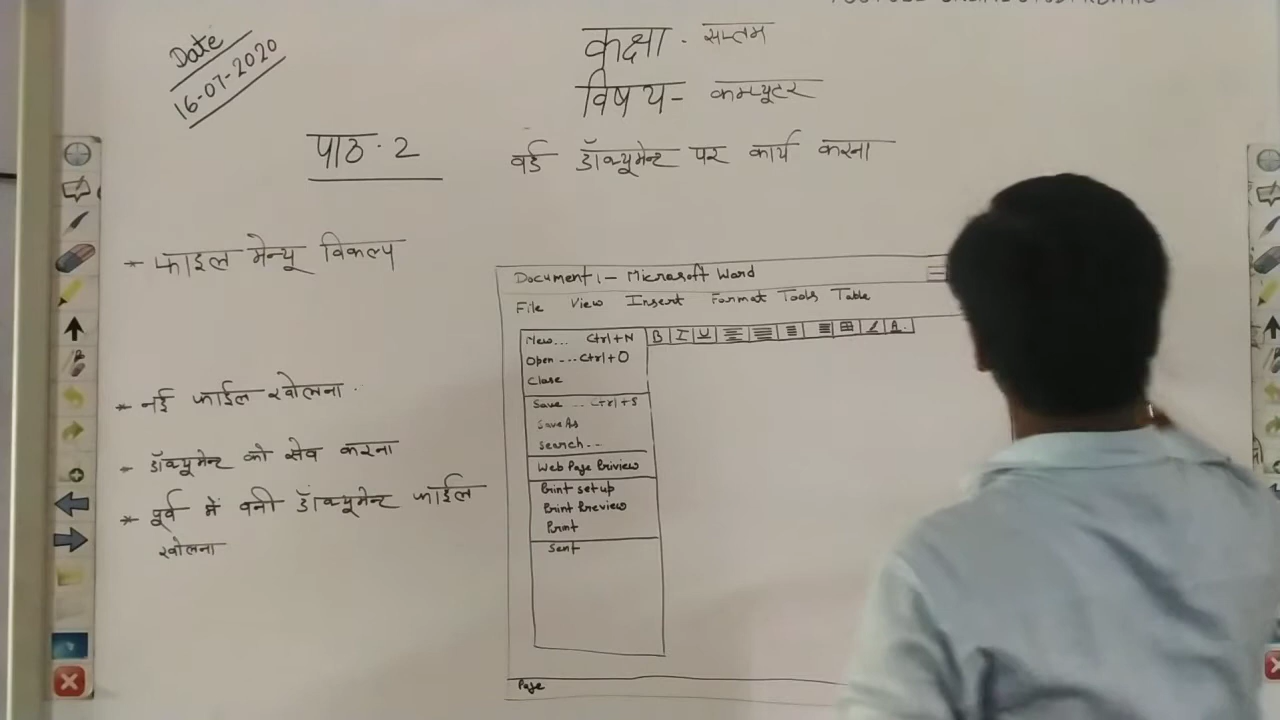 Date
16-07-2020
कक्षा - सप्तम
विषय - कम्प्यूटर
पाठ - 2
वर्ड डॉक्यूमेन्ट पर कार्य करना
* फाइल मेन्यू विकल्प
* नई फाईल खोलना
* डॉक्यूमेन्ट को सेव करना
* पूर्व में बनी डॉक्यूमेन्ट फाईल
खोलना
Document 1 - Microsoft Word
File View Insert Format Tools Table
B I U A
New... Ctrl+N
Open ... Ctrl+O
Close
Save ... Ctrl+S
Save As
Search...
Web Page Priview
Print setup
Print Preview
Print
Sent
Page